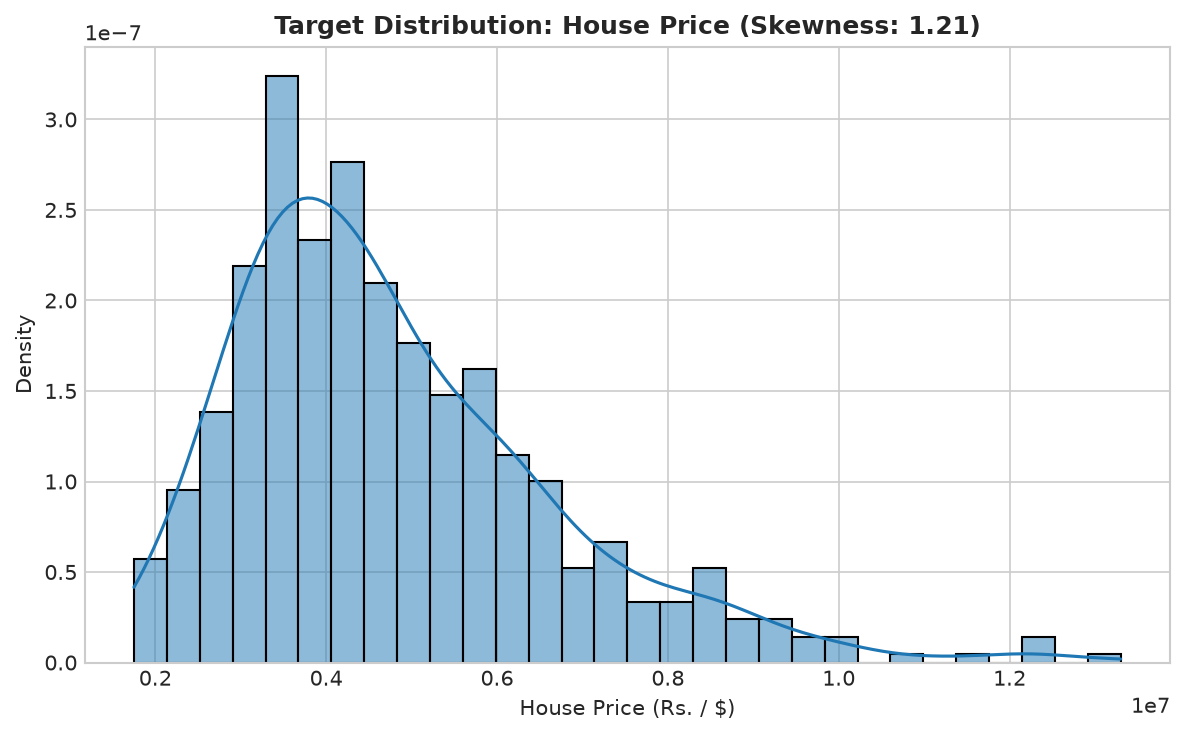 Target Distribution: House Price (Skewness: 1.21)
1e−7
3.0
2.5
2.0
1.5
1.0
0.5
0.0
Density
0.2 0.4 0.6 0.8 1.0 1.2
1e7
House Price (Rs. / $)